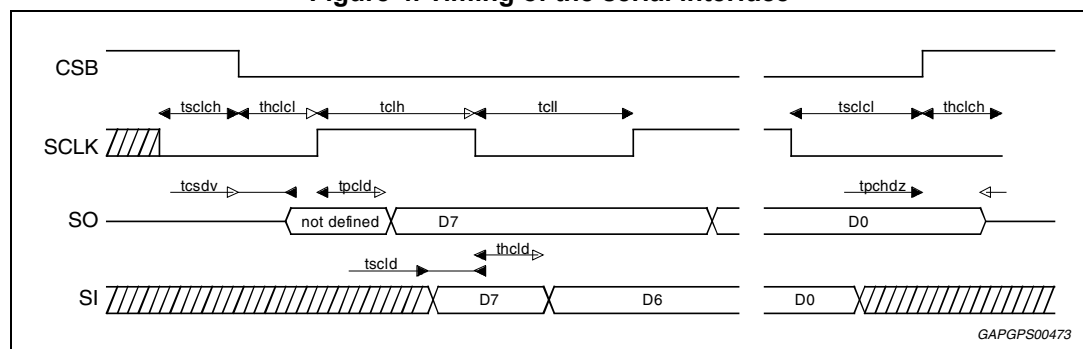 Figure 4. Timing of the serial interface
CSB
tsclch thclcl tclh tcll tsclcl thclch
SCLK
tcsdv tpcld tpchdz
SO not defined D7 D0
thcld
tscld
SI D7 D6 D0
GAPGPS00473